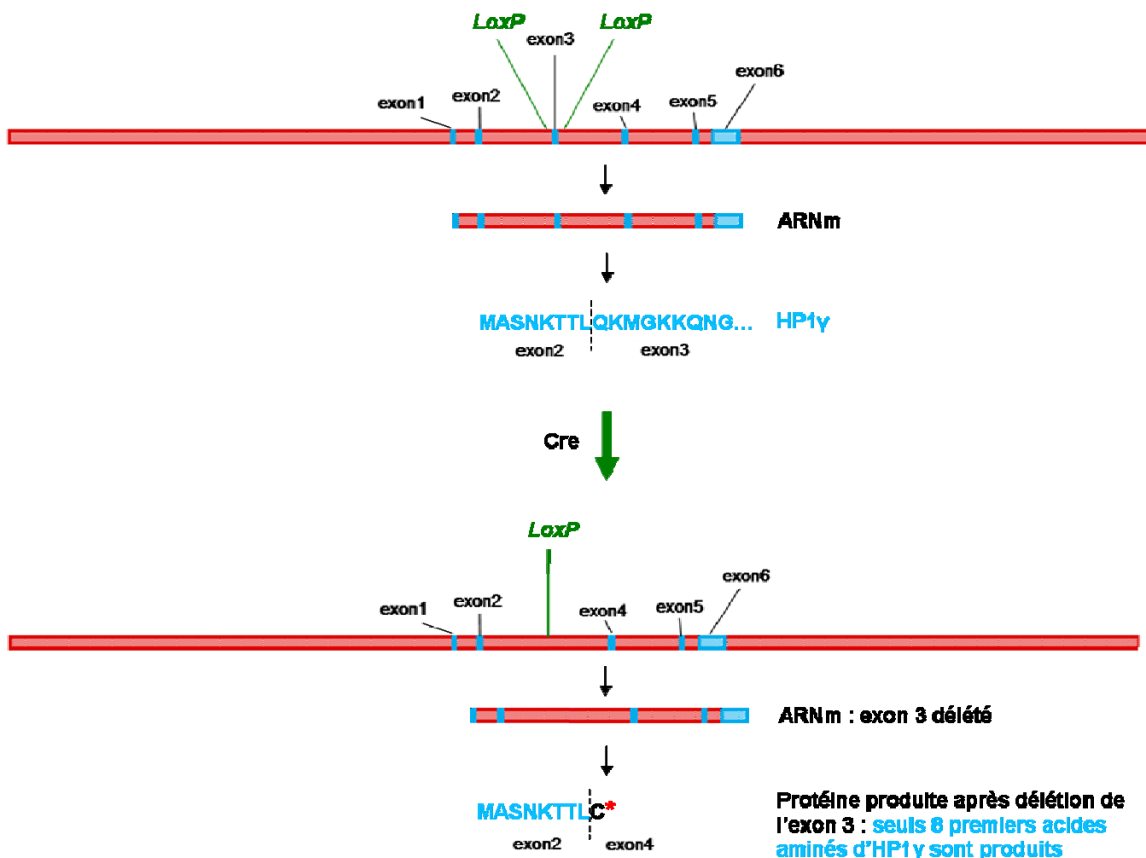 LoxP LoxP
exon3
exon1 exon2 exon4 exon5 exon6
ARNm
MASNKTTLQKMGKKQNG... HP1γ
exon2 exon3
Cre
LoxP
exon1 exon2 exon4 exon5 exon6
ARNm : exon 3 délété
MASNKTTLC*
exon2 exon4
Protéine produite après délétion de
l'exon 3 : seuls 8 premiers acides
aminés d'HP1γ sont produits